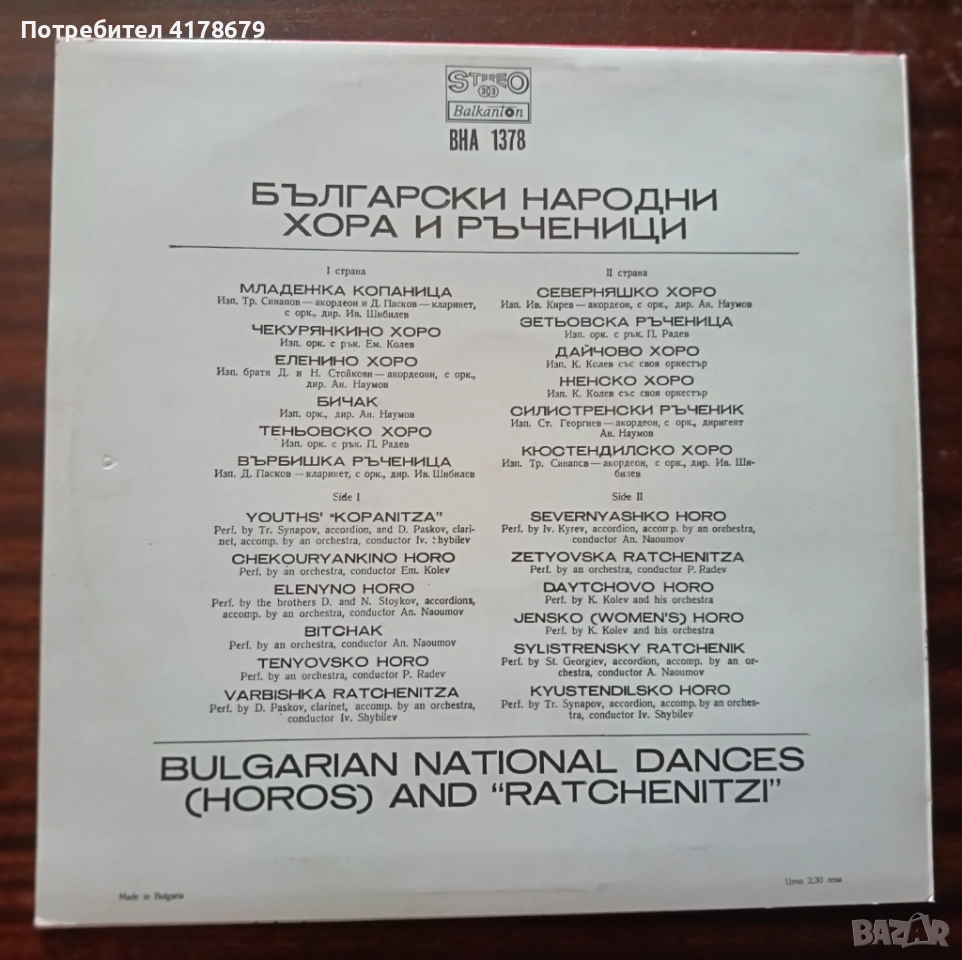 Потребител 4178679
STEREO
33
Balkanton
ВНА 1378
БЪЛГАРСКИ НАРОДНИ
ХОРА И РЪЧЕНИЦИ
I страна
МЛАДЕЖКА КОПАНИЦА
Изп. Тр. Синапов — акордеон и Д. Пасков — кларинет,
с орк., дир. Ив. Шибилев
ЧЕКУРЯНКИНО ХОРО
Изп. орк. с рък. Ем. Колев
ЕЛЕНИНО ХОРО
Изп. братя Д. и Н. Стойкови — акордеони, с орк.,
дир. Ан. Наумов
БИЧАК
Изп. орк., дир. Ан. Наумов
ТЕНЬОВСКО ХОРО
Изп. орк. с рък. П. Радев
ВЪРБИШКА РЪЧЕНИЦА
Изп. Д. Пасков — кларинет, с орк., дир. Ив. Шибилев
II страна
СЕВЕРНЯШКО ХОРО
Изп. Ив. Кирев — акордеон, с орк., дир. Ан. Наумов
ЗЕТЬОВСКА РЪЧЕНИЦА
Изп. орк. с рък. П. Радев
ДАЙЧОВО ХОРО
Изп. К. Колев със своя оркестър
ЖЕНСКО ХОРО
Изп. К. Колев със своя оркестър
СИЛИСТРЕНСКИ РЪЧЕНИК
Изп. Ст. Георгиев — акордеон, с орк., диригент
Ан. Наумов
КЮСТЕНДИЛСКО ХОРО
Изп. Тр. Синапов — акордеон, с орк., дир. Ив. Ши-
билев
Side I
YOUTHS' "KOPANITZA"
Perf. by Tr. Synapov, accordion, and D. Paskov, clari-
net, accomp. by an orchestra, conductor Iv. Shybilev
CHEKOURYANKINO HORO
Perf. by an orchestra, conductor Em. Kolev
ELENYNO HORO
Perf. by the brothers D. and N. Stoykov, accordions,
accomp. by an orchestra, conductor An. Naoumov
BITCHAK
Perf. by an orchestra, conductor An. Naoumov
TENYOVSKO HORO
Perf. by an orchestra, conductor P. Radev
VARBISHKA RATCHENITZA
Perf. by D. Paskov, clarinet, accomp. by an orchestra,
conductor Iv. Shybilev
Side II
SEVERNYASHKO HORO
Perf. by Iv. Kyrev, accordion, accomp. by an orchestra,
conductor An. Naoumov
ZETYOVSKA RATCHENITZA
Perf. by an orchestra, conductor P. Radev
DAYTCHOVO HORO
Perf. by K. Kolev and his orchestra
JENSKO (WOMEN'S) HORO
Perf. by K. Kolev and his orchestra
SYLISTRENSKY RATCHENIK
Perf. by St. Georgiev, accordion, accomp. by an or-
chestra, conductor A. Naoumov
KYUSTENDILSKO HORO
Perf. by Tr. Synapov, accordion, accomp. by an orches-
tra, conductor Iv. Shybilev
BULGARIAN NATIONAL DANCES
(HOROS) AND "RATCHENITZI"
Made in Bulgaria
Цена 2,30 лева
BAZAR